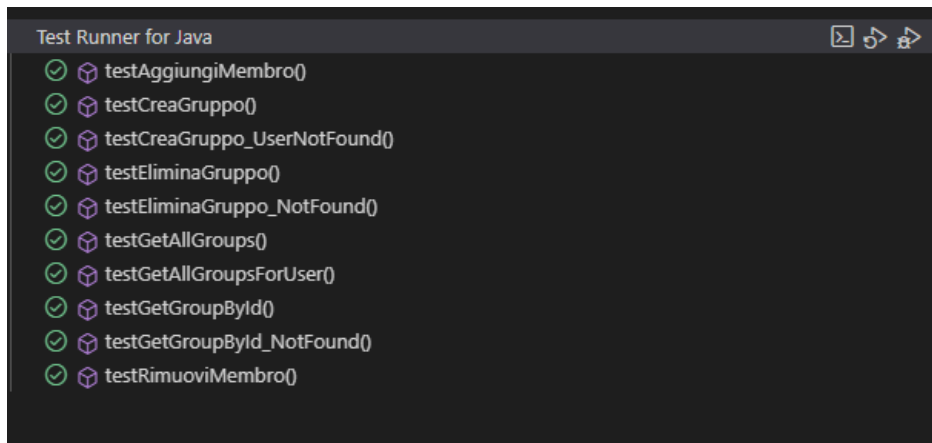 Test Runner for Java
testAggiungiMembro()
testCreaGruppo()
testCreaGruppo_UserNotFound()
testEliminaGruppo()
testEliminaGruppo_NotFound()
testGetAllGroups()
testGetAllGroupsForUser()
testGetGroupById()
testGetGroupById_NotFound()
testRimuoviMembro()